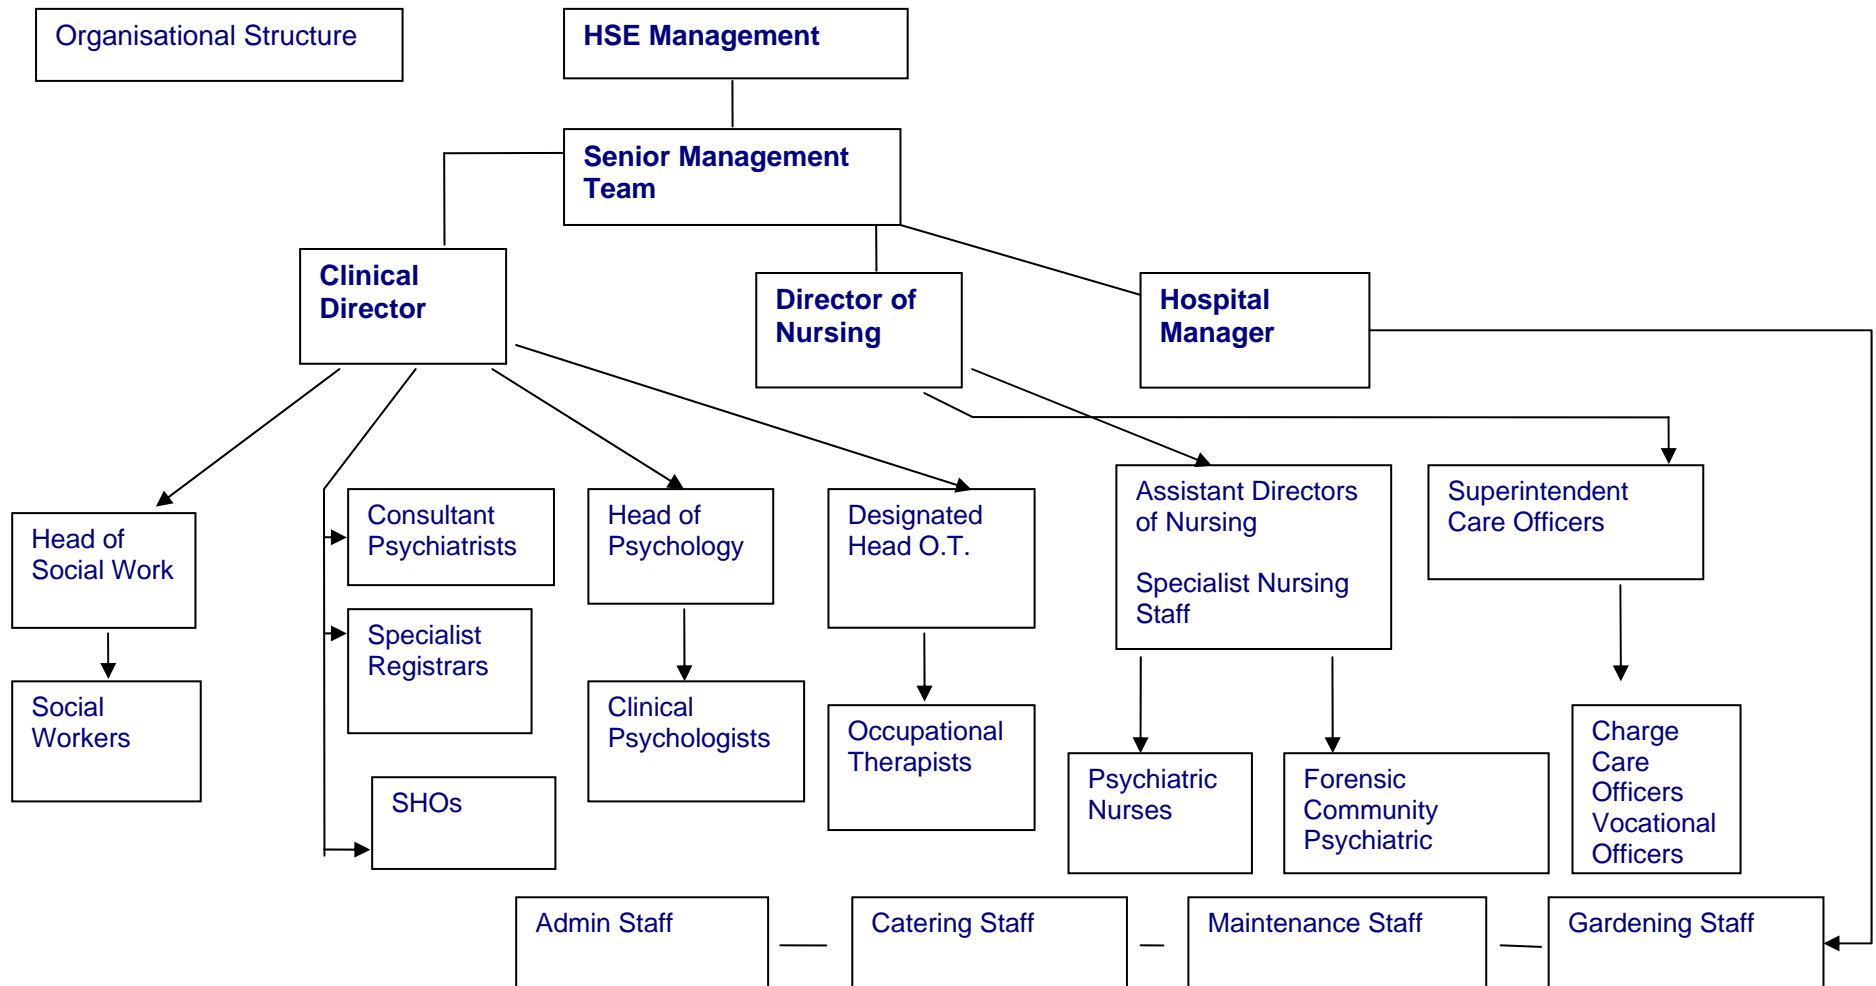 Organisational Structure
HSE Management
Senior Management
Team
Clinical
Director
Director of
Nursing
Hospital
Manager
Head of
Social Work
Consultant
Psychiatrists
Head of
Psychology
Designated
Head O.T.
Assistant Directors
of Nursing
Specialist Nursing
Staff
Superintendent
Care Officers
Specialist
Registrars
Social
Workers
Clinical
Psychologists
Occupational
Therapists
SHOs
Psychiatric
Nurses
Forensic
Community
Psychiatric
Charge
Care
Officers
Vocational
Officers
Admin Staff
Catering Staff
Maintenance Staff
Gardening Staff